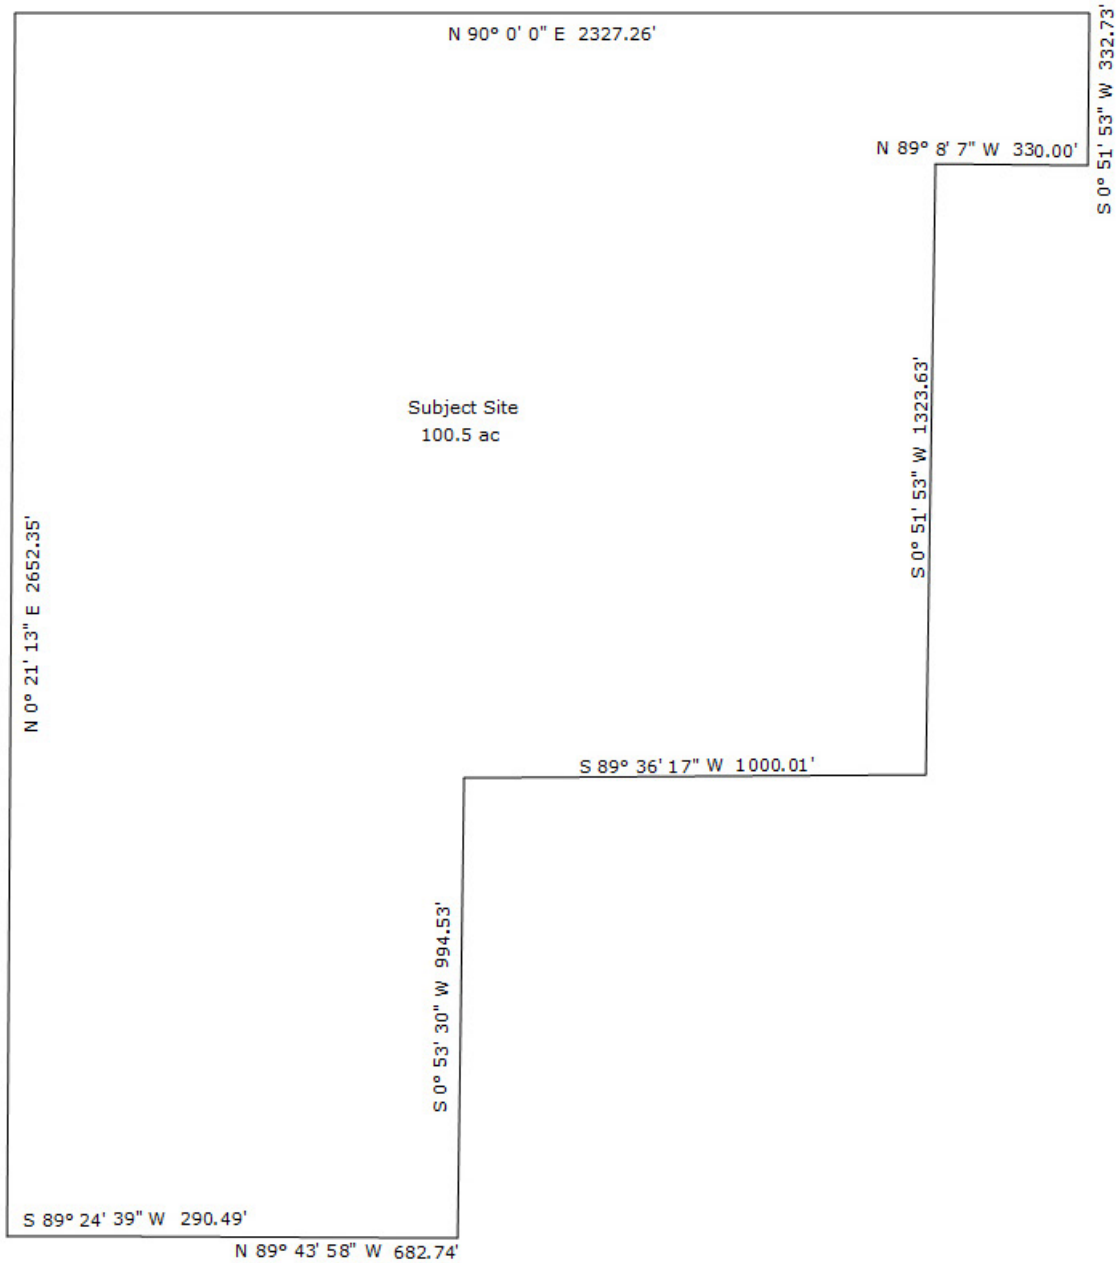 N 90° 0' 0" E 2327.26'
S 0° 51' 53" W 332.73'
N 89° 8' 7" W 330.00'
S 0° 51' 53" W 1323.63'
Subject Site
100.5 ac
N 0° 21' 13" E 2652.35'
S 89° 36' 17" W 1000.01'
S 0° 53' 30" W 994.53'
S 89° 24' 39" W 290.49'
N 89° 43' 58" W 682.74'